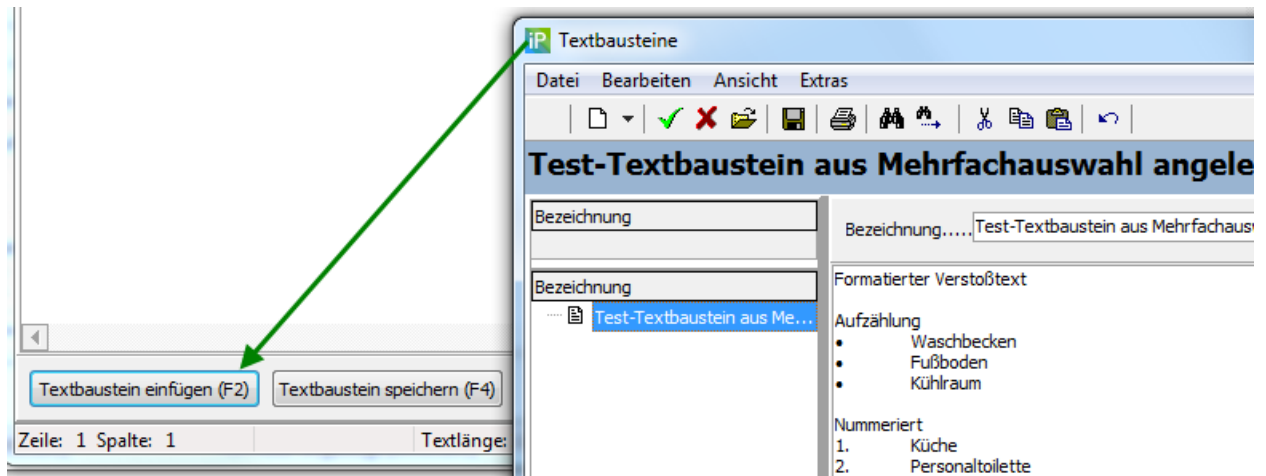 iP Textbausteine
Datei Bearbeiten Ansicht Extras
Test-Textbaustein aus Mehrfachauswahl angele
Bezeichnung
Bezeichnung..... Test-Textbaustein aus Mehrfachaus
Bezeichnung
Test-Textbaustein aus Me...
Formatierter Verstoßtext
Aufzählung
• Waschbecken
• Fußboden
• Kühlraum
Nummeriert
1. Küche
2. Personaltoilette
Textbaustein einfügen (F2) Textbaustein speichern (F4)
Zeile: 1 Spalte: 1 Textlänge: